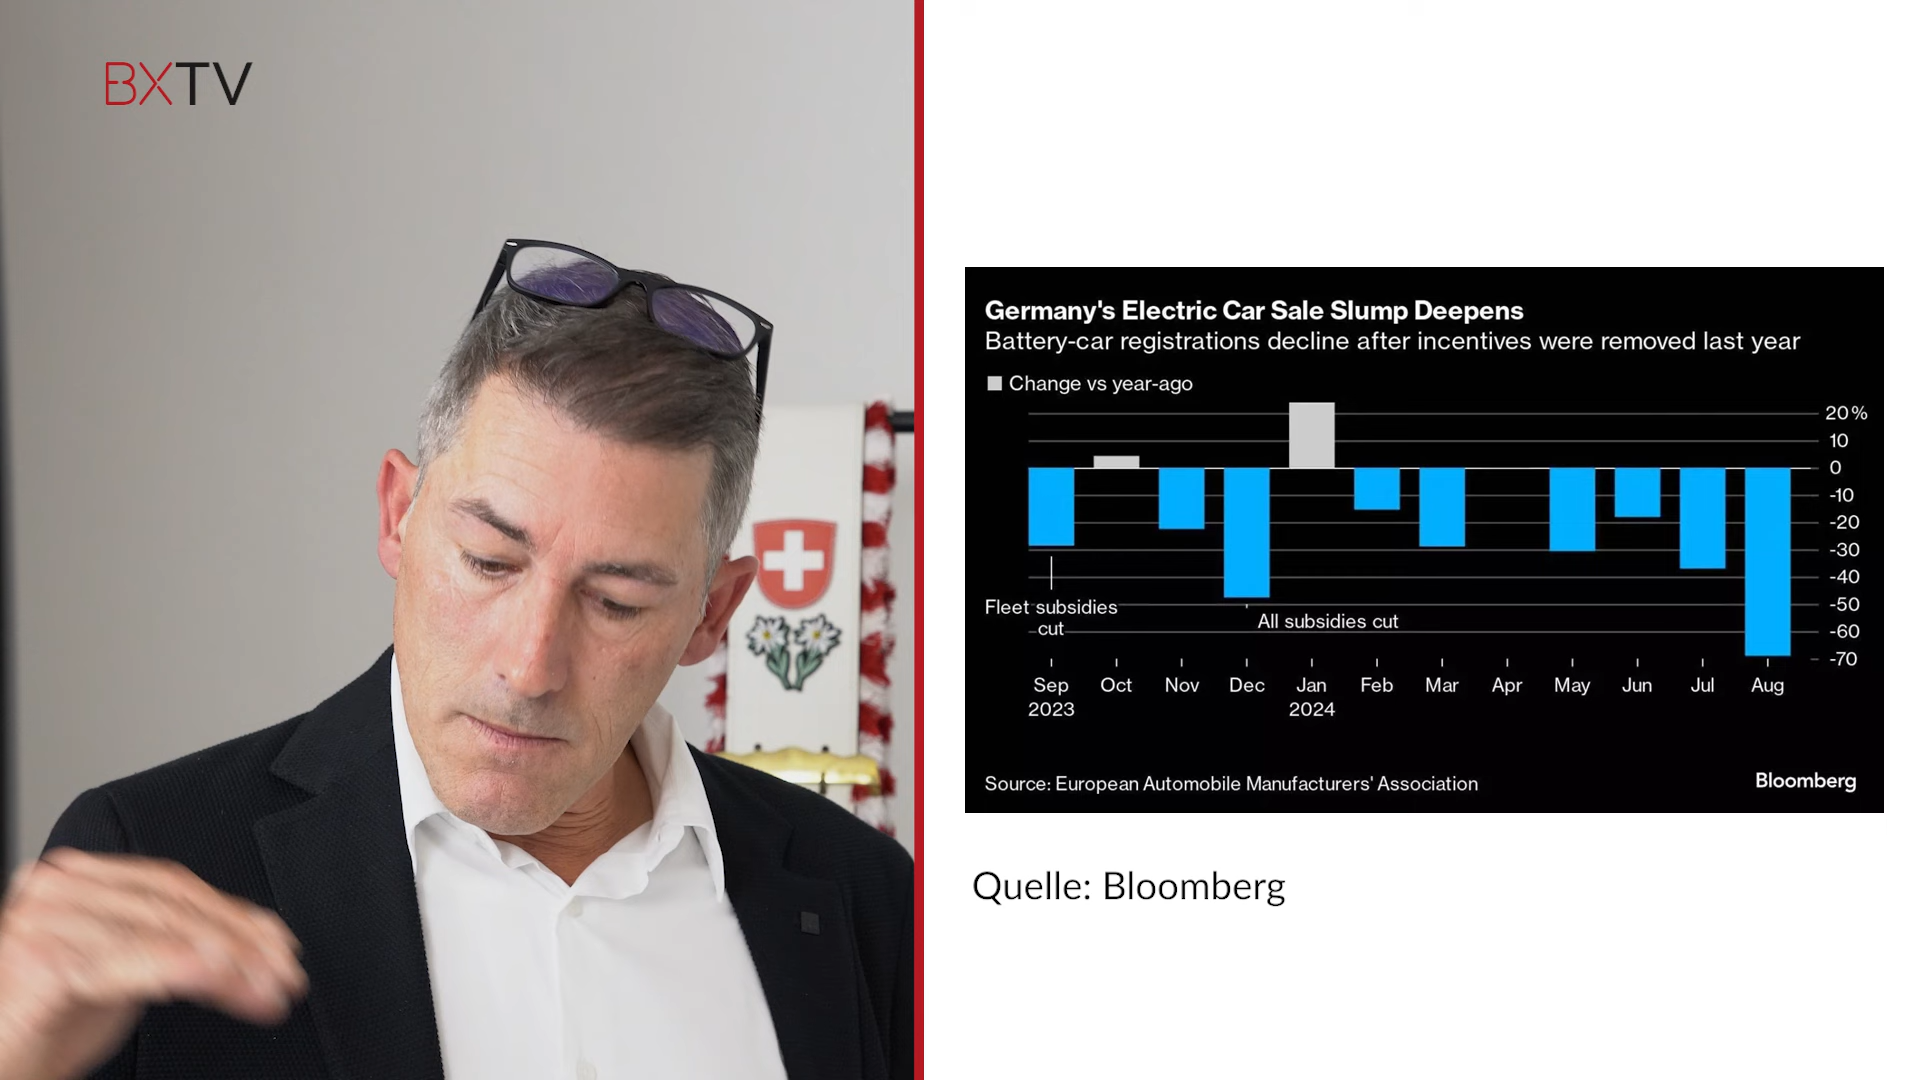 BXTV
Germany's Electric Car Sale Slump Deepens
Battery-car registrations decline after incentives were removed last year
Change vs year-ago
20%
10
0
-10
-20
-30
-40
-50
-60
-70
Fleet subsidies
cut
All subsidies cut
Sep Oct Nov Dec Jan Feb Mar Apr May Jun Jul Aug
2023 2024
Source: European Automobile Manufacturers' Association
Bloomberg
Quelle: Bloomberg